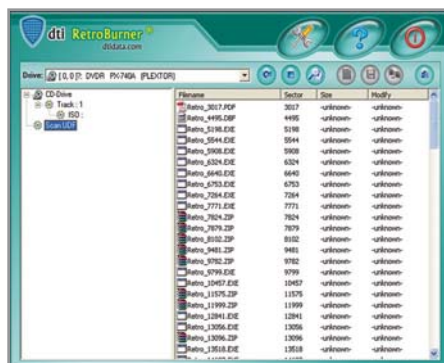 dti RetroBurner
dtidata.com
Drive: [0,0]?: DVDR PX-740A (PLEXTOR)
CD-Drive
Track : 1
ISO :
Scan UDF
Filename Sector Size Modify
Retro_3017.PDF 3017 -unknown- -unknown-
Retro_4495.DBF 4495 -unknown- -unknown-
Retro_5198.EXE 5198 -unknown- -unknown-
Retro_5544.EXE 5544 -unknown- -unknown-
Retro_5908.EXE 5908 -unknown- -unknown-
Retro_6324.EXE 6324 -unknown- -unknown-
Retro_6640.EXE 6640 -unknown- -unknown-
Retro_6753.EXE 6753 -unknown- -unknown-
Retro_7264.EXE 7264 -unknown- -unknown-
Retro_7771.EXE 7771 -unknown- -unknown-
Retro_7824.ZIP 7824 -unknown- -unknown-
Retro_7879.ZIP 7879 -unknown- -unknown-
Retro_8102.ZIP 8102 -unknown- -unknown-
Retro_9481.ZIP 9481 -unknown- -unknown-
Retro_9782.ZIP 9782 -unknown- -unknown-
Retro_9799.EXE 9799 -unknown- -unknown-
Retro_10457.EXE 10457 -unknown- -unknown-
Retro_11575.ZIP 11575 -unknown- -unknown-
Retro_11999.ZIP 11999 -unknown- -unknown-
Retro_12841.EXE 12841 -unknown- -unknown-
Retro_13056.EXE 13056 -unknown- -unknown-
Retro_13096.ZIP 13096 -unknown- -unknown-
Retro_13518.EXE 13518 -unknown- -unknown-